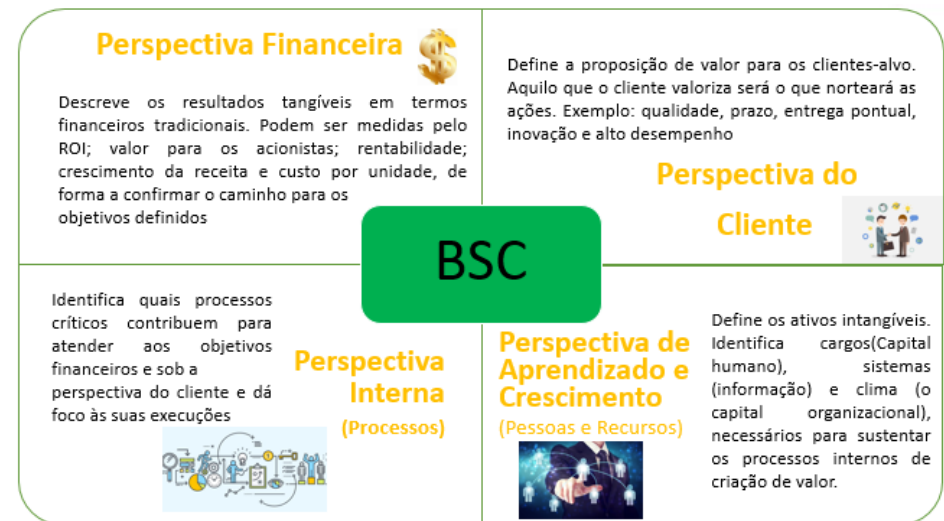 Perspectiva Financeira
Descreve os resultados tangíveis em termos
financeiros tradicionais. Podem ser medidas pelo
ROI; valor para os acionistas; rentabilidade;
crescimento da receita e custo por unidade, de
forma a confirmar o caminho para os
objetivos definidos
Define a proposição de valor para os clientes-alvo.
Aquilo que o cliente valoriza será o que norteará as
ações. Exemplo: qualidade, prazo, entrega pontual,
inovação e alto desempenho
Perspectiva do
Cliente
BSC
Identifica quais processos
críticos contribuem para
atender aos objetivos
financeiros e sob a
perspectiva do cliente e dá
foco às suas execuções
Perspectiva
Interna
(Processos)
Perspectiva de
Aprendizado e
Crescimento
(Pessoas e Recursos)
Define os ativos intangíveis.
Identifica cargos(Capital
humano), sistemas
(informação) e clima (o
capital organizacional),
necessários para sustentar
os processos internos de
criação de valor.